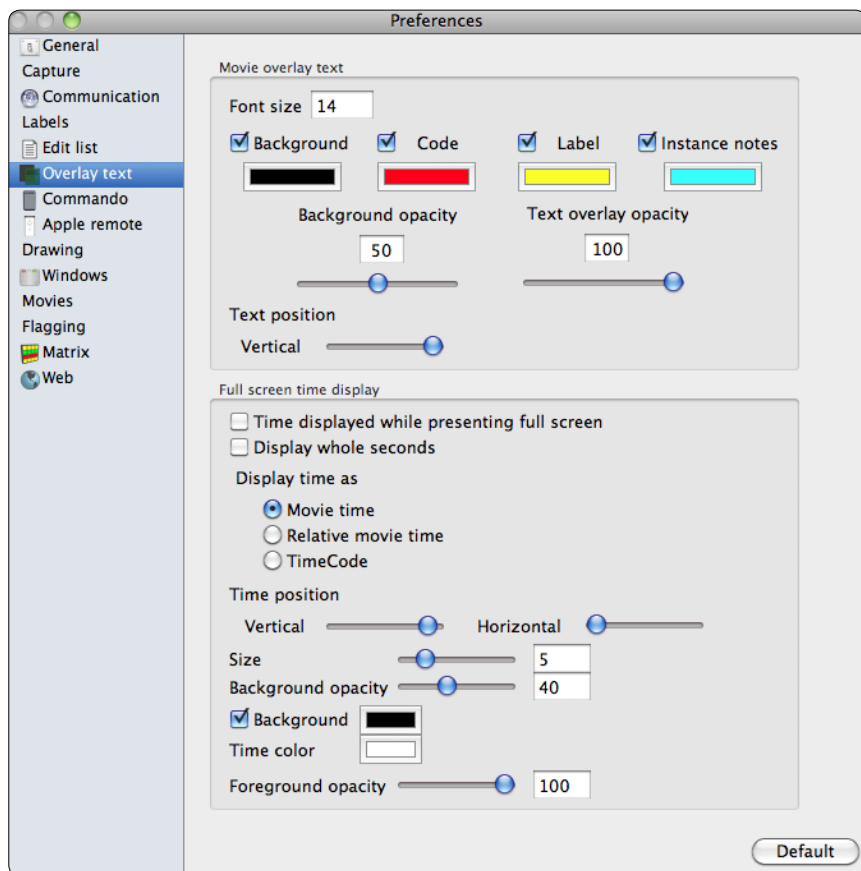 Preferences
General
Capture
Communication
Labels
Edit list
Overlay text
Commando
Apple remote
Drawing
Windows
Movies
Flagging
Matrix
Web
Movie overlay text
Font size 14
Background Code Label Instance notes
Background opacity Text overlay opacity
50 100
Text position
Vertical
Full screen time display
Time displayed while presenting full screen
Display whole seconds
Display time as
Movie time
Relative movie time
TimeCode
Time position
Vertical Horizontal
Size 5
Background opacity 40
Background
Time color
Foreground opacity 100
Default